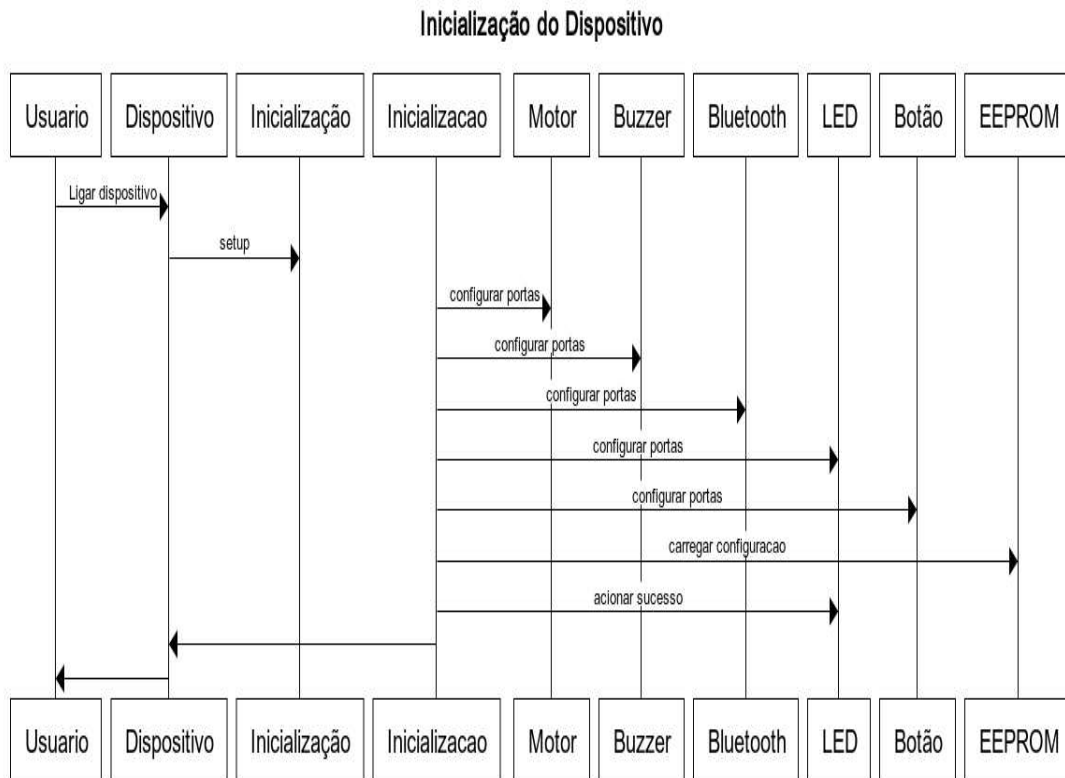 Inicialização do Dispositivo
Usuario Dispositivo Inicialização Inicializacao Motor Buzzer Bluetooth LED Botão EEPROM
Ligar dispositivo
setup
configurar portas
configurar portas
configurar portas
configurar portas
configurar portas
carregar configuracao
acionar sucesso
Usuario Dispositivo Inicialização Inicializacao Motor Buzzer Bluetooth LED Botão EEPROM